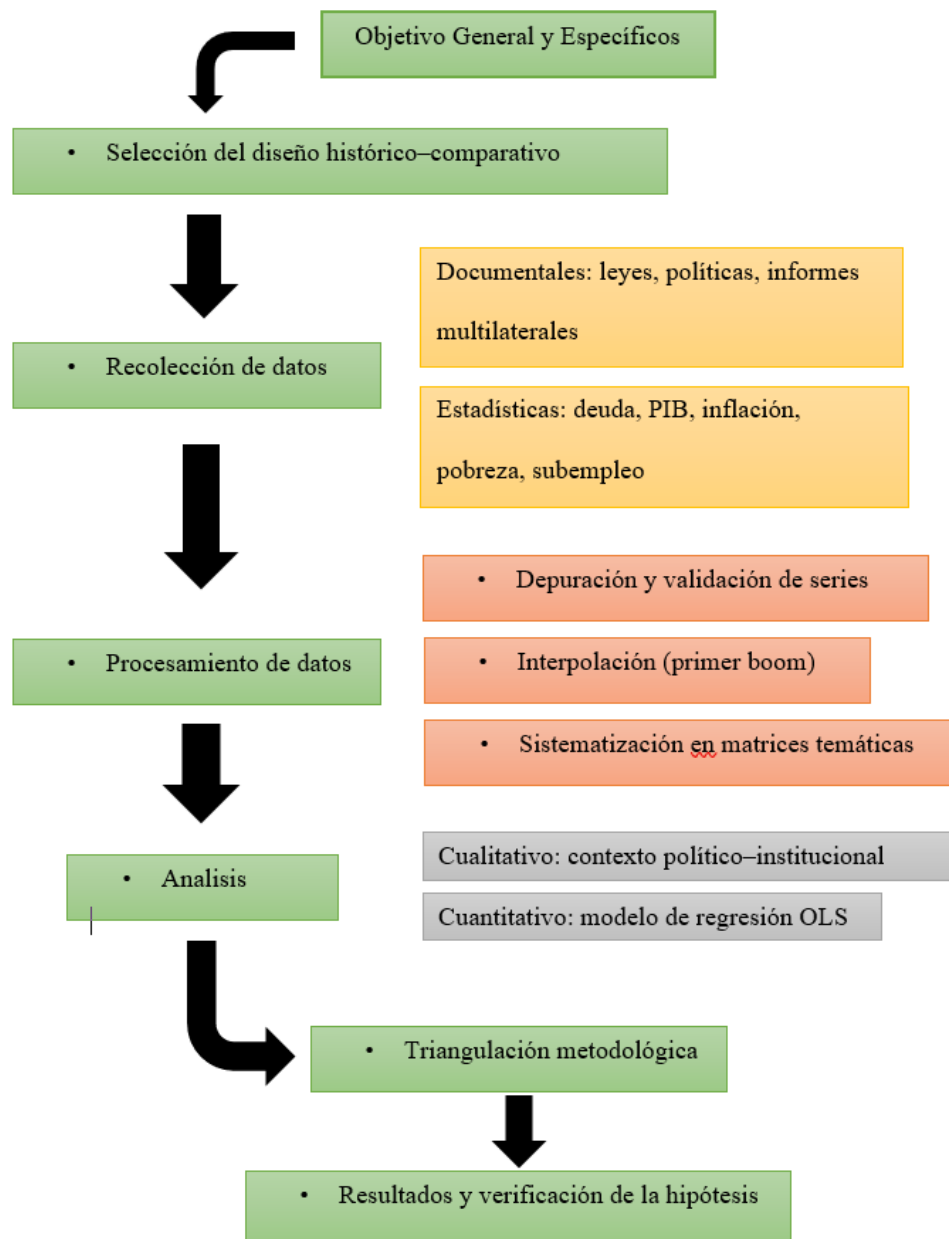 Objetivo General y Específicos
• Selección del diseño histórico–comparativo
Documentales: leyes, políticas, informes
multilaterales
• Recolección de datos
Estadísticas: deuda, PIB, inflación,
pobreza, subempleo
• Depuración y validación de series
• Procesamiento de datos
• Interpolación (primer boom)
• Sistematización en matrices temáticas
• Analisis
Cualitativo: contexto político–institucional
Cuantitativo: modelo de regresión OLS
• Triangulación metodológica
• Resultados y verificación de la hipótesis